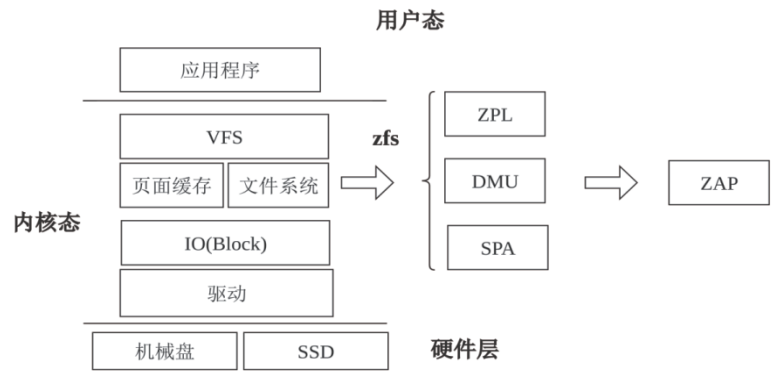 用户态
应用程序
VFS
zfs
ZPL
页面缓存
文件系统
DMU
ZAP
内核态
IO(Block)
SPA
驱动
机械盘
SSD
硬件层